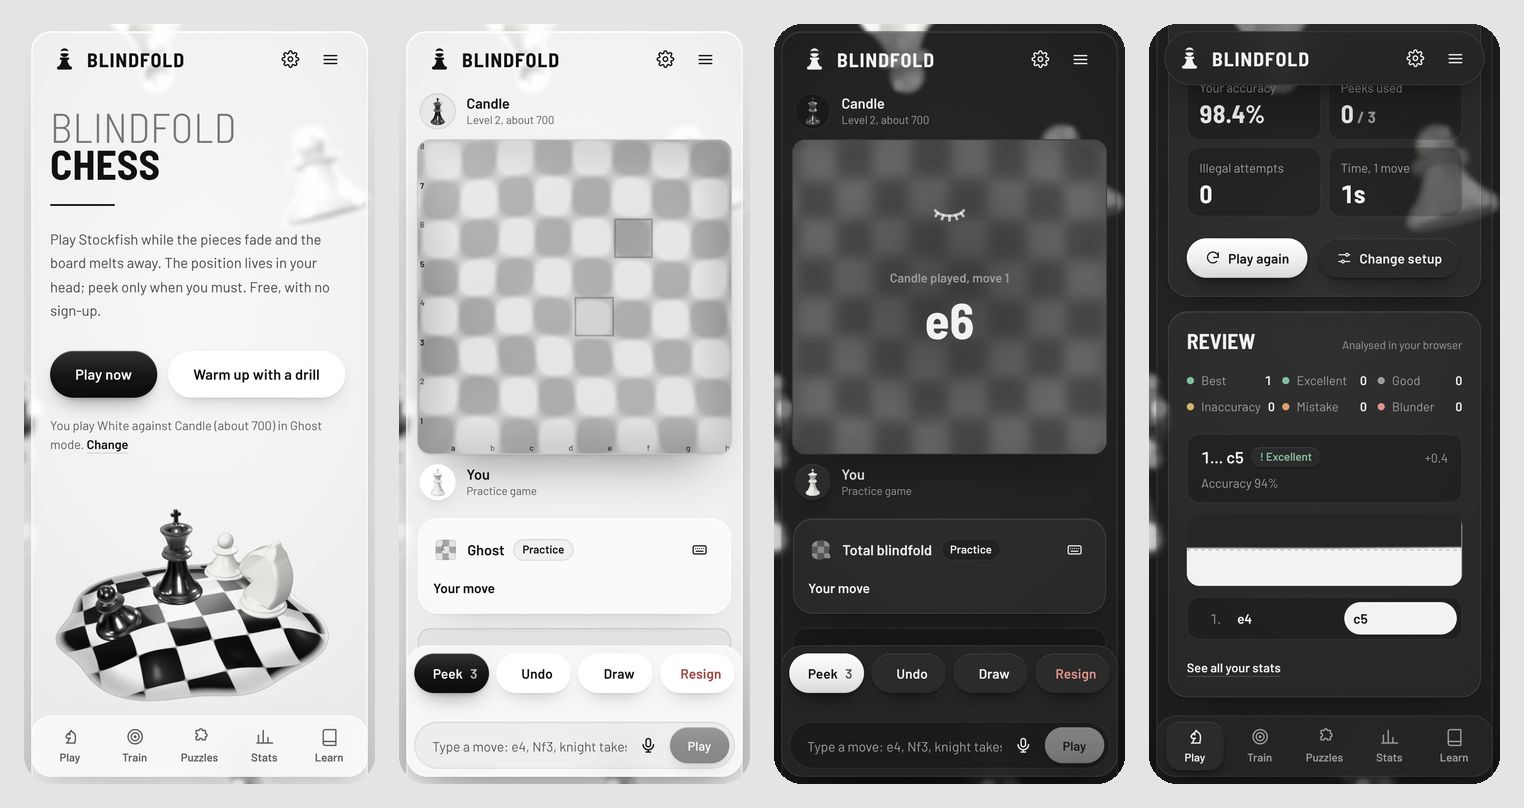 BLINDFOLD
BLINDFOLD
CHESS
Play Stockfish while the pieces fade and the
board melts away. The position lives in your
head; peek only when you must. Free, with no
sign-up.
Play now
Warm up with a drill
You play White against Candle (about 700) in Ghost
mode. Change
Play
Train
Puzzles
Stats
Learn
BLINDFOLD
Candle
Level 2, about 700
8
7
6
5
4
3
2
1
a b c d e f g h
You
Practice game
Ghost
Practice
Your move
Peek 3
Undo
Draw
Resign
Type a move: e4, Nf3, knight takes
Play
BLINDFOLD
Candle
Level 2, about 700
Candle played, move 1
e6
You
Practice game
Total blindfold
Practice
Your move
Peek 3
Undo
Draw
Resign
Type a move: e4, Nf3, knight takes
Play
BLINDFOLD
Your accuracy
98.4%
Peeks used
0 / 3
Illegal attempts
0
Time, 1 move
1s
Play again
Change setup
REVIEW
Analysed in your browser
Best 1 Excellent 0 Good 0
Inaccuracy 0 Mistake 0 Blunder 0
1... c5 ! Excellent +0.4
Accuracy 94%
1. e4 c5
See all your stats
Play
Train
Puzzles
Stats
Learn